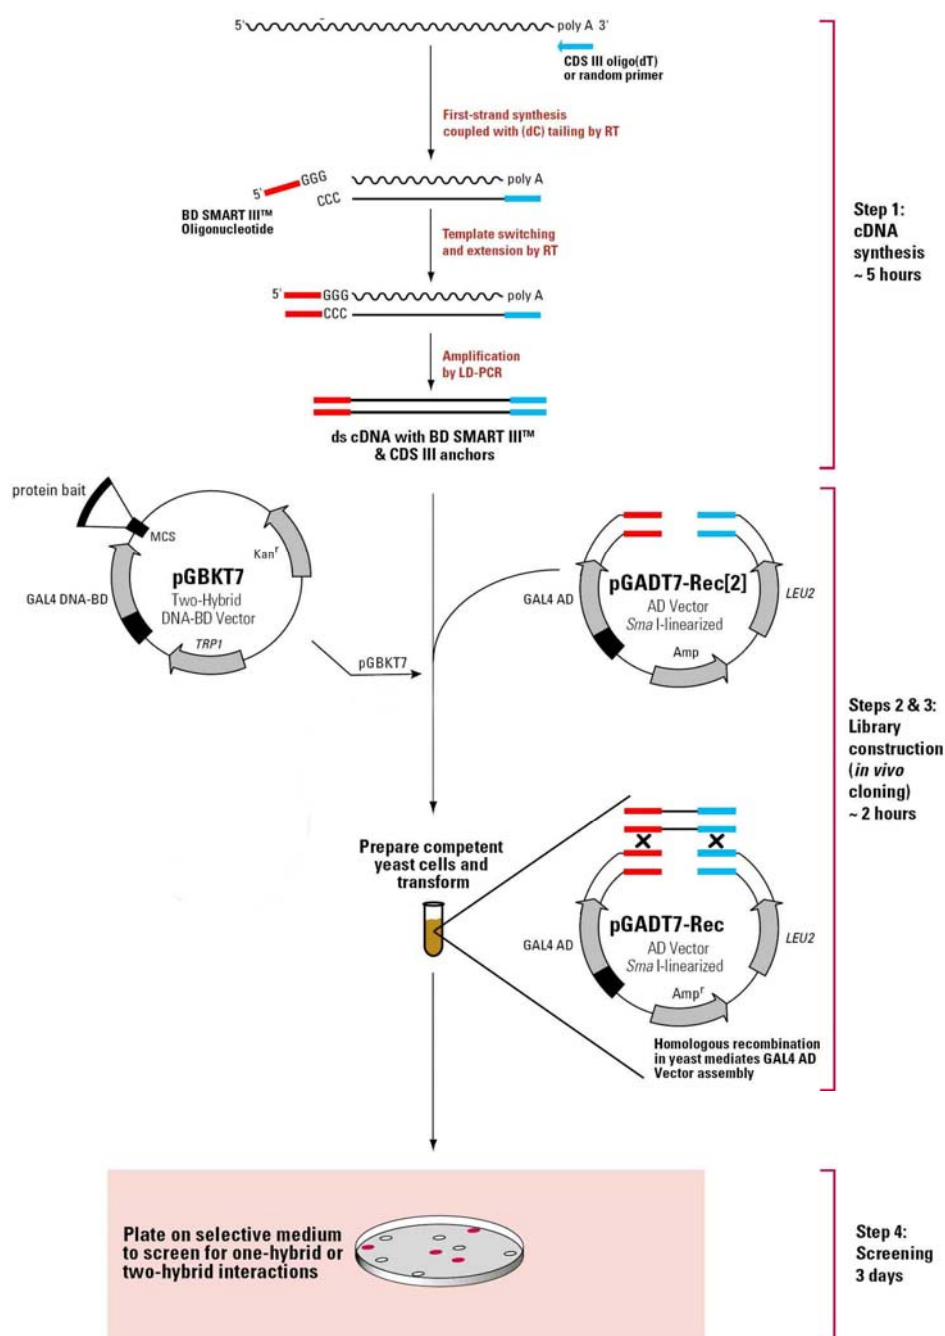 5' poly A 3'
CDS III oligo(dT)
or random primer
First-strand synthesis
coupled with (dC) tailing by RT
5' GGG poly A
CCC
BD SMART III™
Oligonucleotide
Template switching
and extension by RT
5' GGG poly A
CCC
Amplification
by LD-PCR
ds cDNA with BD SMART III™
& CDS III anchors
Step 1:
cDNA
synthesis
~ 5 hours
protein bait
MCS
Kanʳ
GAL4 DNA-BD
pGBKT7
Two-Hybrid
DNA-BD Vector
TRP1
pGBKT7
pGADT7-Rec[2]
GAL4 AD
AD Vector
Sma I-linearized
LEU2
Amp
Steps 2 & 3:
Library
construction
(in vivo
cloning)
~ 2 hours
Prepare competent
yeast cells and
transform
pGADT7-Rec
GAL4 AD
AD Vector
Sma I-linearized
LEU2
Ampʳ
Homologous recombination
in yeast mediates GAL4 AD
Vector assembly
Plate on selective medium
to screen for one-hybrid or
two-hybrid interactions
Step 4:
Screening
3 days